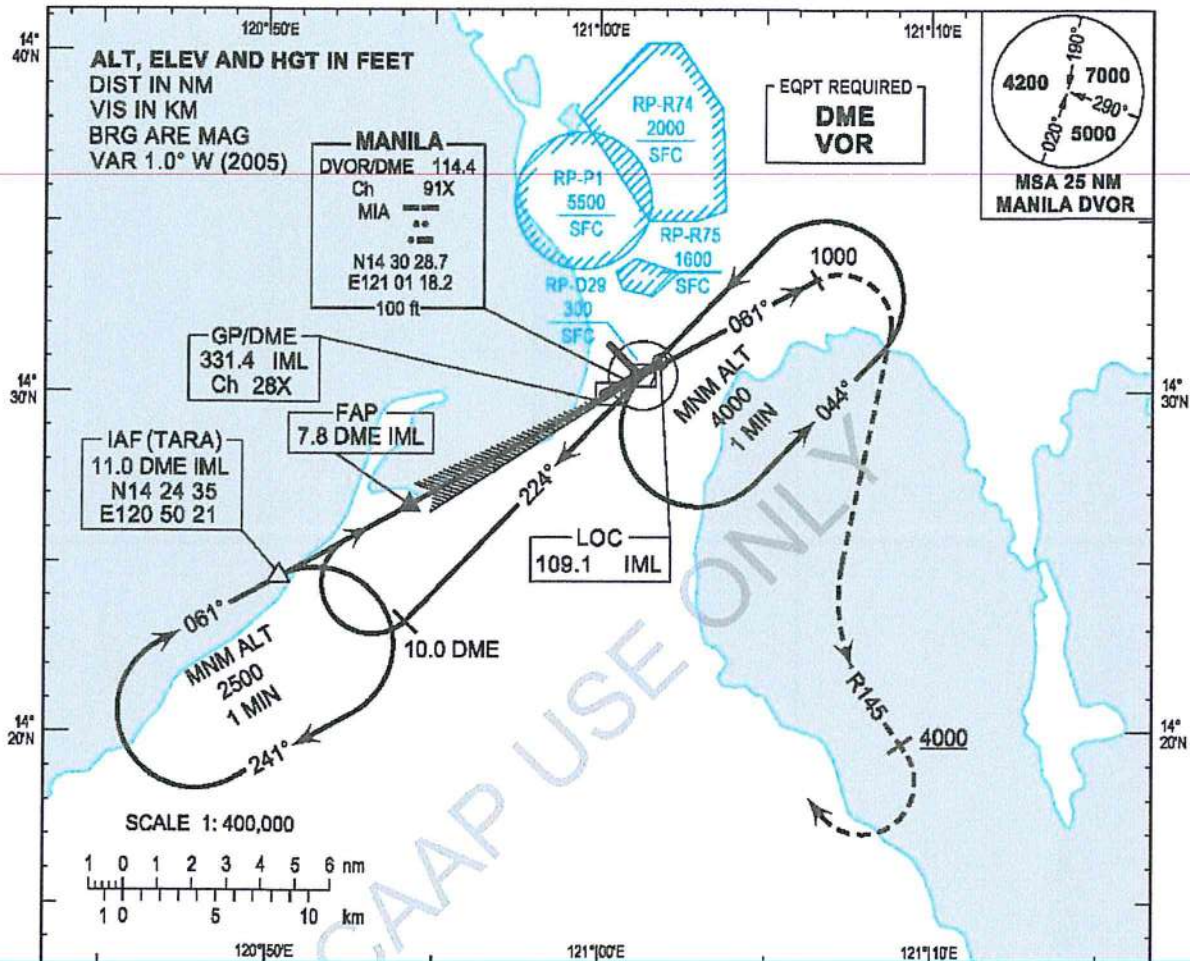 120°50'E
121°00'E
121°10'E
14°
40'N
ALT, ELEV AND HGT IN FEET
DIST IN NM
VIS IN KM
BRG ARE MAG
VAR 1.0° W (2005)
MANILA
DVOR/DME 114.4
Ch 91X
MIA
N14 30 28.7
E121 01 18.2
100 ft
RP-R74
2000
SFC
RP-P1
5500
SFC
RP-R75
1600
SFC
RP-D29
300
SFC
EQPT REQUIRED
DME
VOR
190°
4200
7000
290°
020°
5000
MSA 25 NM
MANILA DVOR
1000
061°
GP/DME
331.4 IML
Ch 28X
14°
30'N
14°
30'N
FAP
7.8 DME IML
IAF (TARA)
11.0 DME IML
N14 24 35
E120 50 21
MNM ALT
4000
1 MIN
044°
224°
LOC
109.1 IML
061°
MNM ALT
2500
1 MIN
241°
10.0 DME
R145
4000
14°
20'N
14°
20'N
CAAP USE ONLY
SCALE 1: 400,000
1 0 1 2 3 4 5 6 nm
1 0 5 10 km
120°50'E
121°00'E
121°10'E